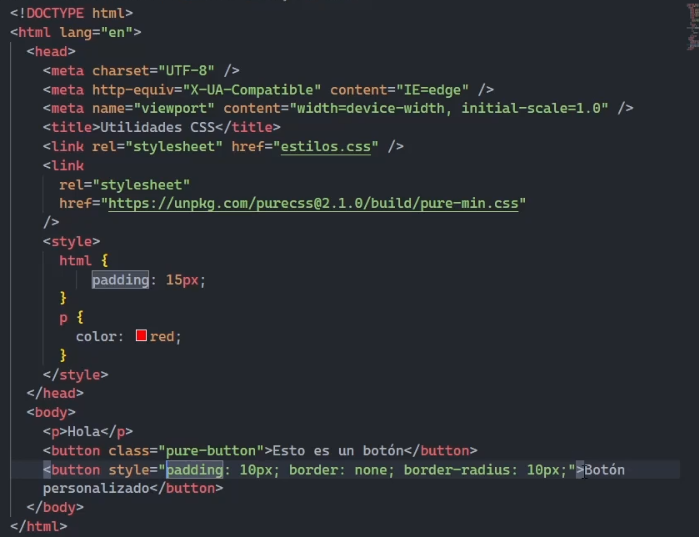 <!DOCTYPE html>
<html lang="en">
<head>
<meta charset="UTF-8" />
<meta http-equiv="X-UA-Compatible" content="IE=edge" />
<meta name="viewport" content="width=device-width, initial-scale=1.0" />
<title>Utilidades CSS</title>
<link rel="stylesheet" href="estilos.css" />
<link
rel="stylesheet"
href="https://unpkg.com/purecss@2.1.0/build/pure-min.css"
/>
<style>
html {
padding: 15px;
}
p {
color: red;
}
</style>
</head>
<body>
<p>Hola</p>
<button class="pure-button">Esto es un botón</button>
<button style="padding: 10px; border: none; border-radius: 10px;">Botón
personalizado</button>
</body>
</html>